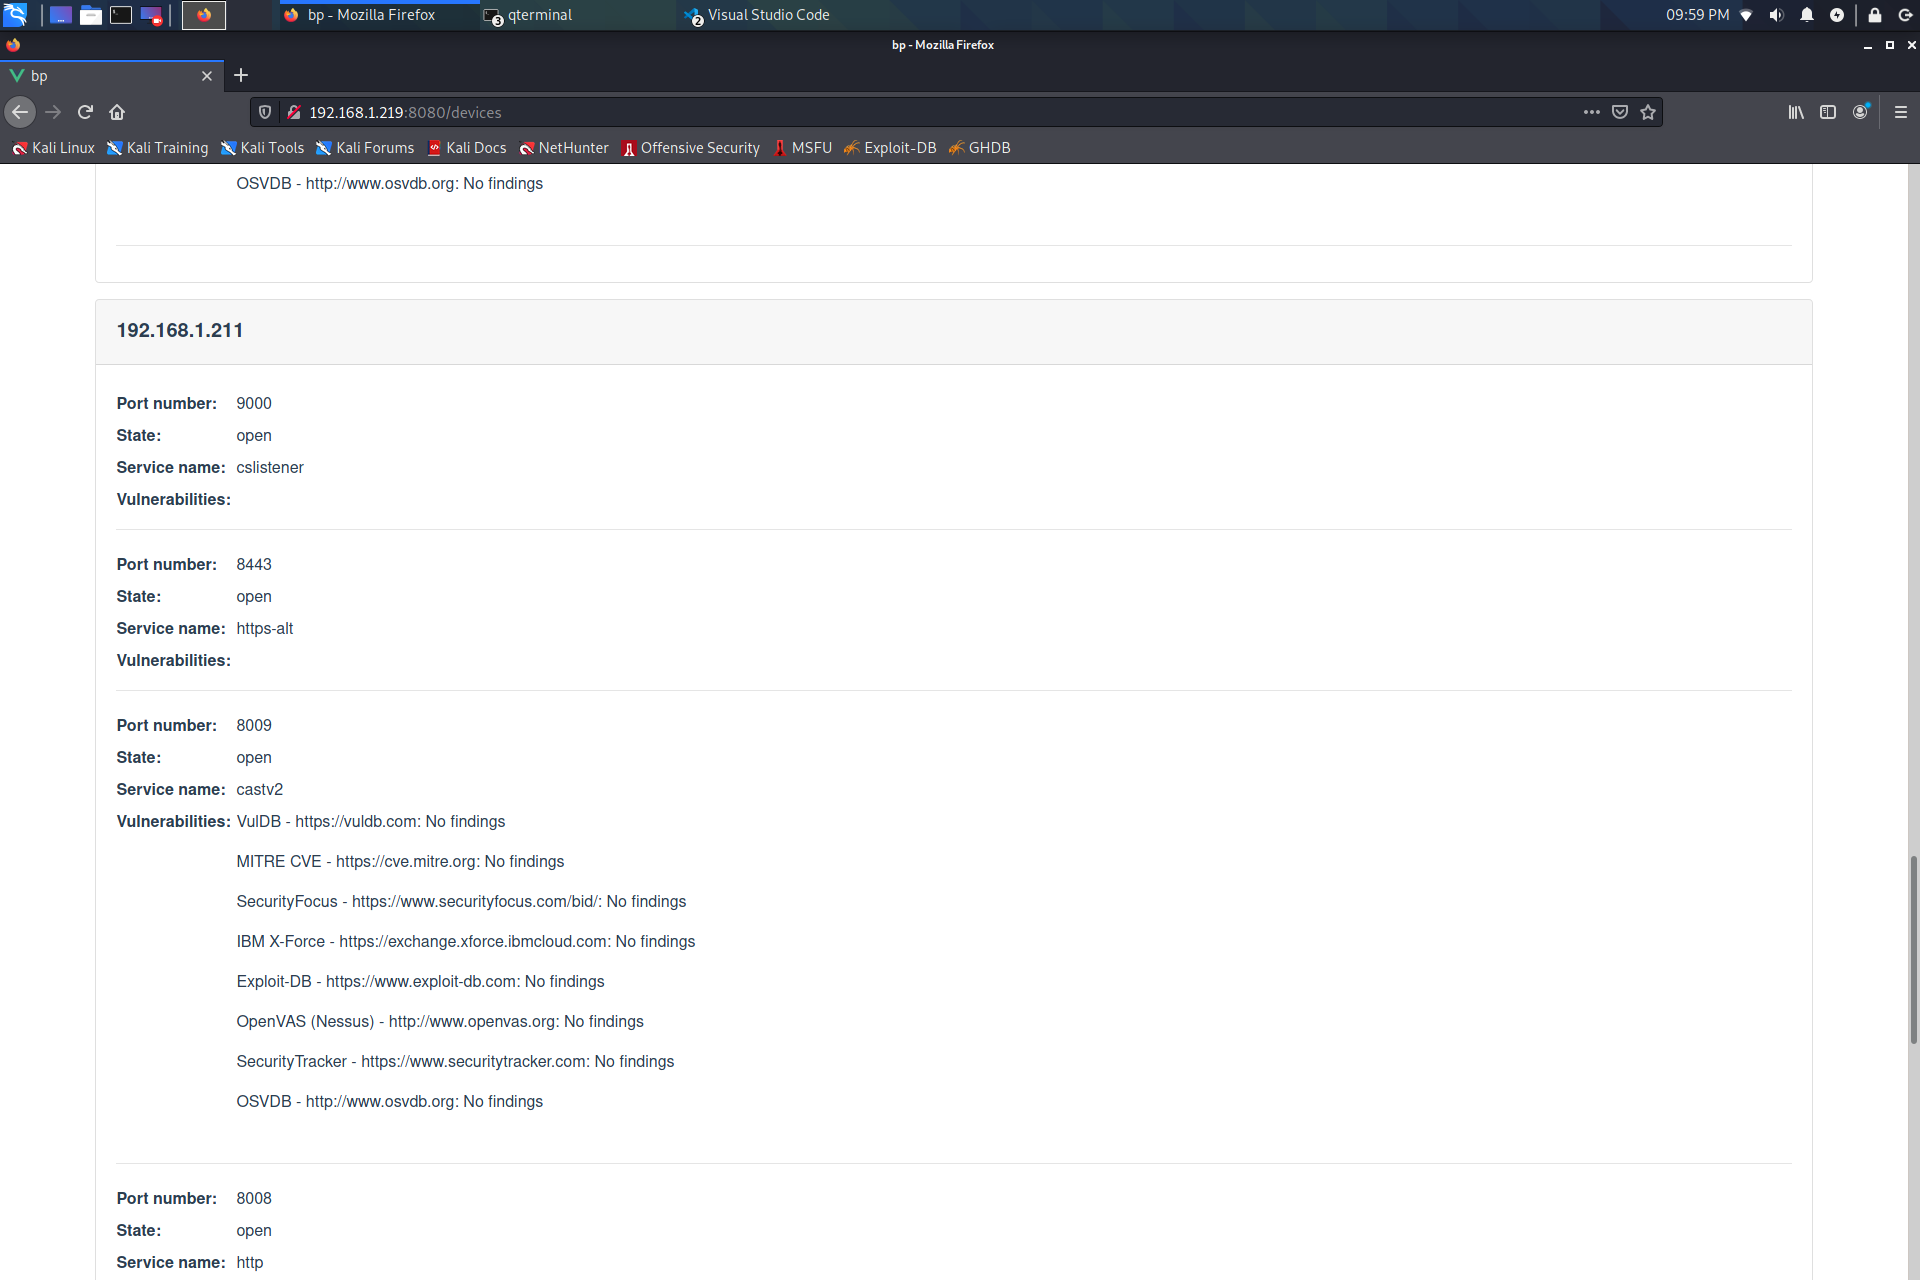 bp - Mozilla Firefox
3 qterminal
2 Visual Studio Code
09:59 PM
bp - Mozilla Firefox
bp
192.168.1.219:8080/devices
Kali Linux Kali Training Kali Tools Kali Forums Kali Docs NetHunter Offensive Security MSFU Exploit-DB GHDB
OSVDB - http://www.osvdb.org: No findings
192.168.1.211
Port number: 9000
State: open
Service name: cslistener
Vulnerabilities:
Port number: 8443
State: open
Service name: https-alt
Vulnerabilities:
Port number: 8009
State: open
Service name: castv2
Vulnerabilities: VulDB - https://vuldb.com: No findings
MITRE CVE - https://cve.mitre.org: No findings
SecurityFocus - https://www.securityfocus.com/bid/: No findings
IBM X-Force - https://exchange.xforce.ibmcloud.com: No findings
Exploit-DB - https://www.exploit-db.com: No findings
OpenVAS (Nessus) - http://www.openvas.org: No findings
SecurityTracker - https://www.securitytracker.com: No findings
OSVDB - http://www.osvdb.org: No findings
Port number: 8008
State: open
Service name: http